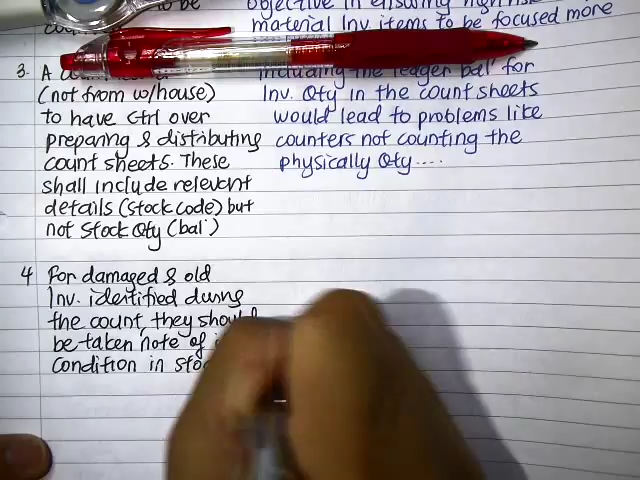 to be
objective in ensuring
material Inv items to be focused more
3. A
(not from w/house)
to have ctrl over
preparing & distributing
count sheets. These
shall include relevent
details (stock code) but
not stock Qty (bal')
including the ledger bal' for
Inv. Qty in the count sheets
would lead to problems like
counters not counting the
physically Qty ....
4 For damaged & old
Inv. identified during
the count, they should
be taken note of
condition in